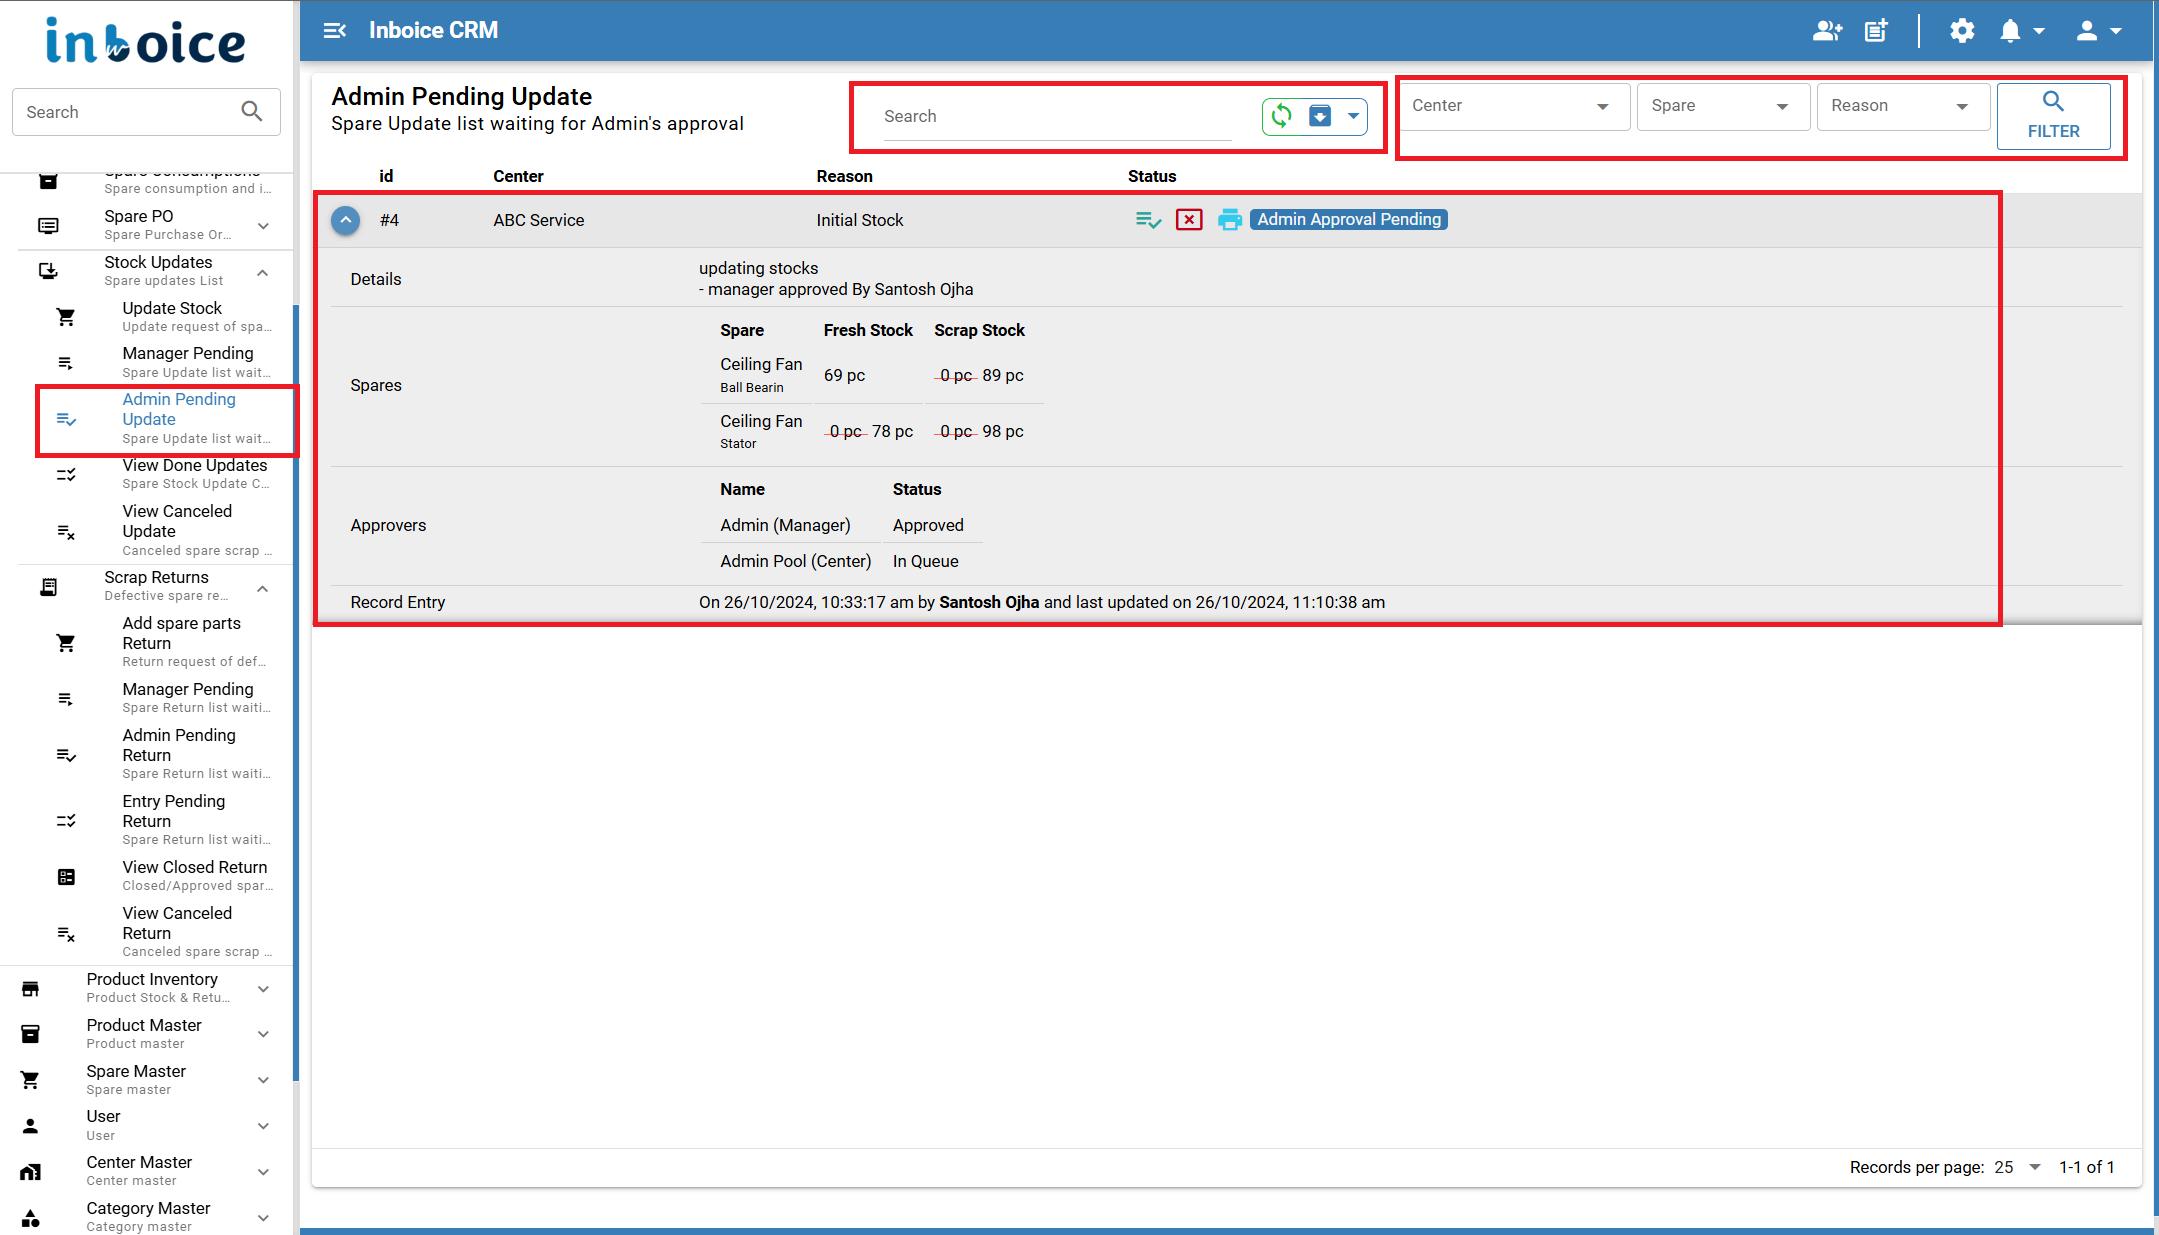 inboice
Search
Spare Consumptions
Spare consumption and i...
Spare PO
Spare Purchase Or...
Stock Updates
Spare updates List
Update Stock
Update request of spa...
Manager Pending
Spare Update list wait...
Admin Pending
Update
Spare Update list wait...
View Done Updates
Spare Stock Update C...
View Canceled
Update
Canceled spare scrap ...
Scrap Returns
Defective spare re...
Add spare parts
Return
Return request of def...
Manager Pending
Spare Return list waiti...
Admin Pending
Return
Spare Return list waiti...
Entry Pending
Return
Spare Return list waiti...
View Closed Return
Closed/Approved spar...
View Canceled
Return
Canceled spare scrap ...
Product Inventory
Product Stock & Retu...
Product Master
Product master
Spare Master
Spare master
User
User
Center Master
Center master
Category Master
Category master
Inboice CRM
Admin Pending Update
Spare Update list waiting for Admin's approval
Search
Center
Spare
Reason
FILTER
id Center Reason Status
#4 ABC Service Initial Stock Admin Approval Pending
Details
updating stocks
- manager approved By Santosh Ojha
Spares
Spare Fresh Stock Scrap Stock
Ceiling Fan
Ball Bearin
69 pc 0 pc 89 pc
Ceiling Fan
Stator
0 pc 78 pc 0 pc 98 pc
Approvers
Name Status
Admin (Manager) Approved
Admin Pool (Center) In Queue
Record Entry On 26/10/2024, 10:33:17 am by Santosh Ojha and last updated on 26/10/2024, 11:10:38 am
Records per page: 25 1-1 of 1